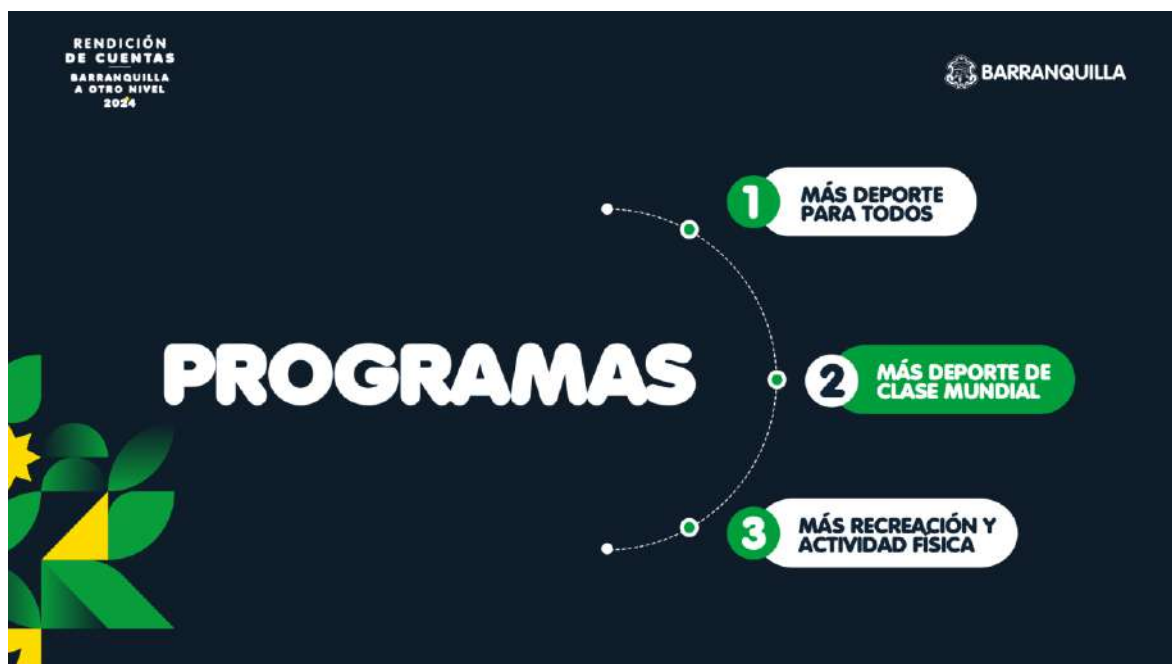 RENDICIÓN
DE CUENTAS
BARRANQUILLA
A OTRO NIVEL
2024
BARRANQUILLA
PROGRAMAS
1
MÁS DEPORTE
PARA TODOS
2
MÁS DEPORTE DE
CLASE MUNDIAL
3
MÁS RECREACIÓN Y
ACTIVIDAD FÍSICA